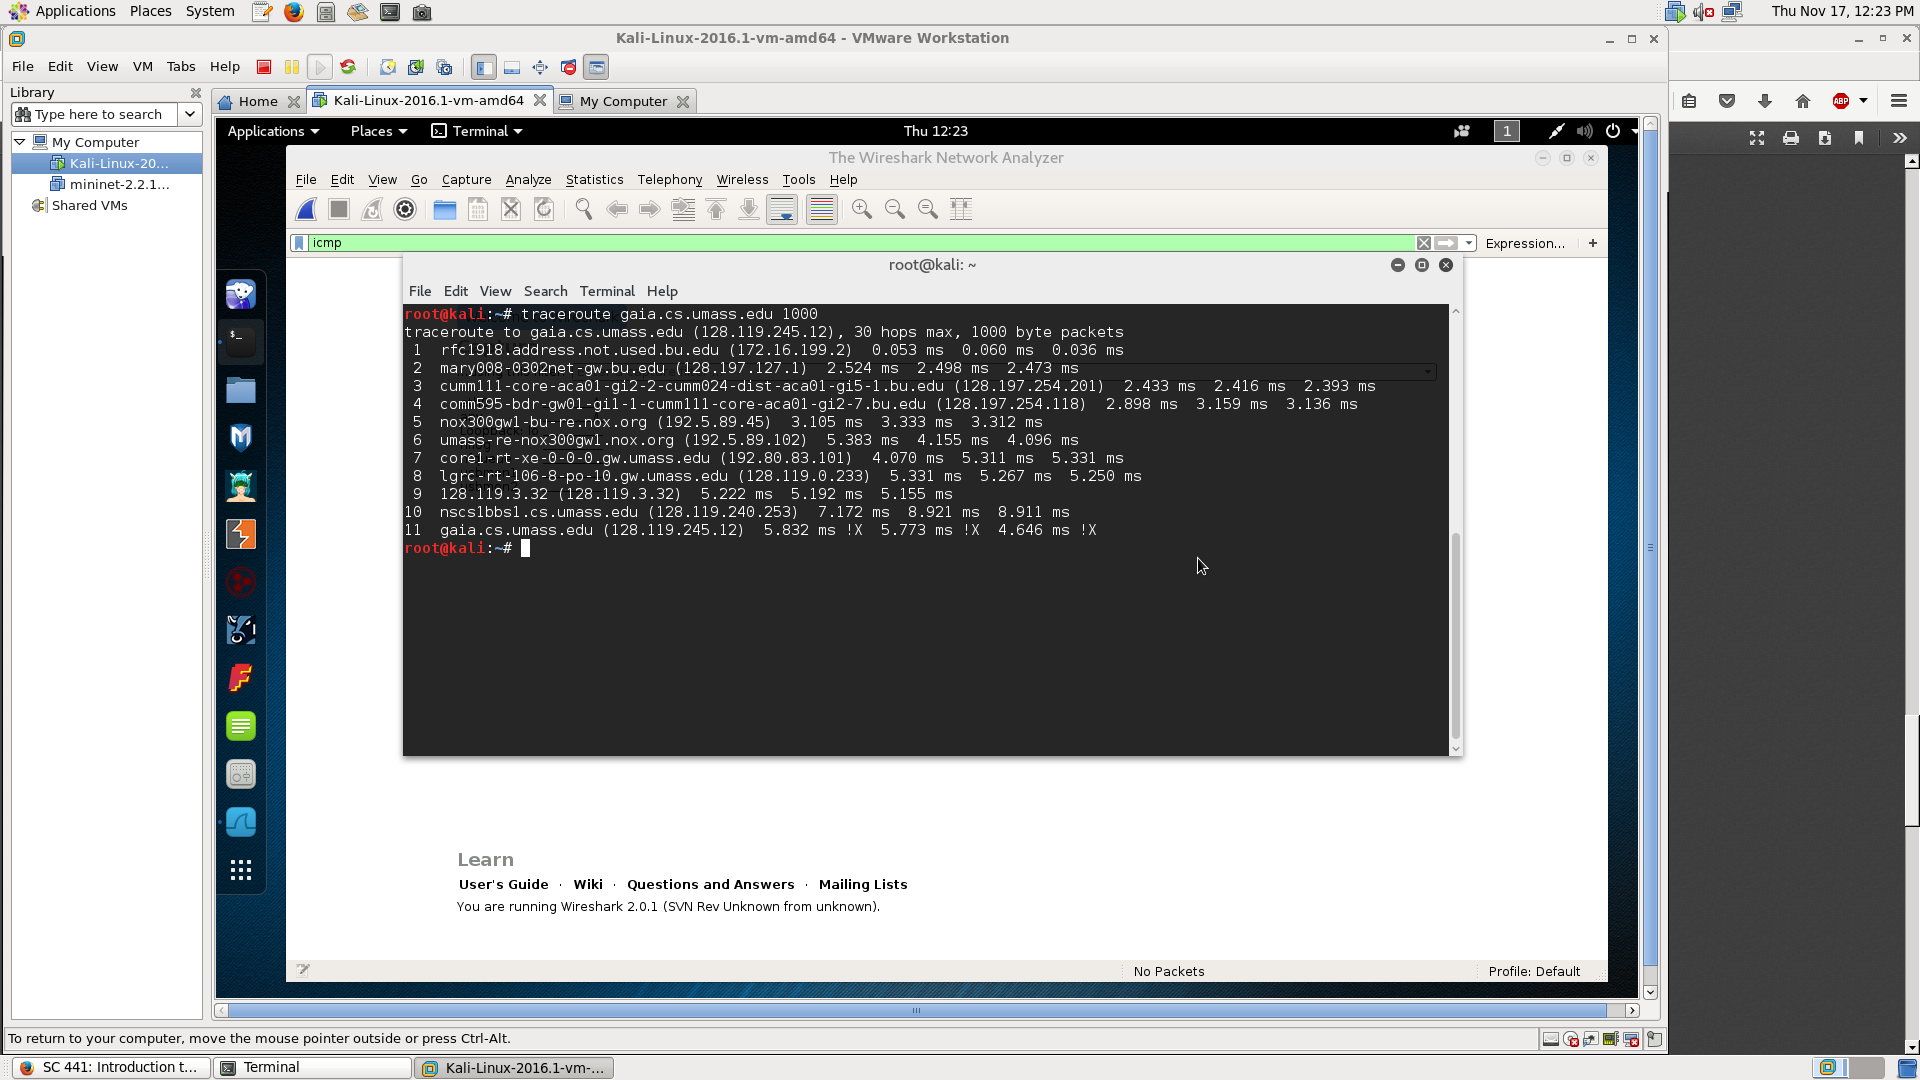 Applications Places System
Thu Nov 17, 12:23 PM
Kali-Linux-2016.1-vm-amd64 - VMware Workstation
File Edit View VM Tabs Help
Library
Type here to search
My Computer
Kali-Linux-20...
mininet-2.2.1...
Shared VMs
Home
Kali-Linux-2016.1-vm-amd64
My Computer
ABP
Applications Places Terminal
Thu 12:23
1
The Wireshark Network Analyzer
File Edit View Go Capture Analyze Statistics Telephony Wireless Tools Help
icmp
Expression... +
root@kali: ~
File Edit View Search Terminal Help
root@kali:~# traceroute gaia.cs.umass.edu 1000
traceroute to gaia.cs.umass.edu (128.119.245.12), 30 hops max, 1000 byte packets
1 rfc1918.address.not.used.bu.edu (172.16.199.2) 0.053 ms 0.060 ms 0.036 ms
2 mary008-0302net-gw.bu.edu (128.197.127.1) 2.524 ms 2.498 ms 2.473 ms
3 cumm111-core-aca01-gi2-2-cumm024-dist-aca01-gi5-1.bu.edu (128.197.254.201) 2.433 ms 2.416 ms 2.393 ms
4 comm595-bdr-gw01-gi1-1-cumm111-core-aca01-gi2-7.bu.edu (128.197.254.118) 2.898 ms 3.159 ms 3.136 ms
5 nox300gw1-bu-re.nox.org (192.5.89.45) 3.105 ms 3.333 ms 3.312 ms
6 umass-re-nox300gw1.nox.org (192.5.89.102) 5.383 ms 4.155 ms 4.096 ms
7 core1-rt-xe-0-0-0.gw.umass.edu (192.80.83.101) 4.070 ms 5.311 ms 5.331 ms
8 lgrc-rt-106-8-po-10.gw.umass.edu (128.119.0.233) 5.331 ms 5.267 ms 5.250 ms
9 128.119.3.32 (128.119.3.32) 5.222 ms 5.192 ms 5.155 ms
10 nscs1bbs1.cs.umass.edu (128.119.240.253) 7.172 ms 8.921 ms 8.911 ms
11 gaia.cs.umass.edu (128.119.245.12) 5.832 ms !X 5.773 ms !X 4.646 ms !X
root@kali:~#
Learn
User's Guide · Wiki · Questions and Answers · Mailing Lists
You are running Wireshark 2.0.1 (SVN Rev Unknown from unknown).
No Packets
Profile: Default
To return to your computer, move the mouse pointer outside or press Ctrl-Alt.
SC 441: Introduction t...
Terminal
Kali-Linux-2016.1-vm-...